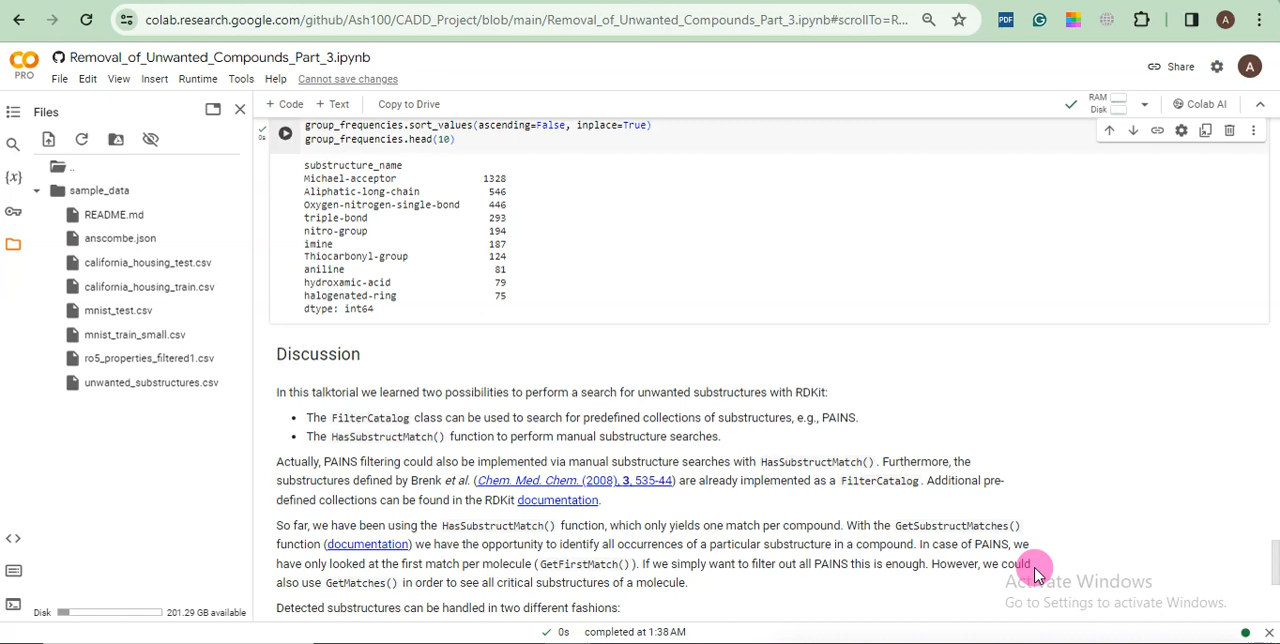 colab.research.google.com/github/Ash100/CADD_Project/blob/main/Removal_of_Unwanted_Compounds_Part_3.ipynb#scrollTo=R...
PDF
A
CO
PRO
Removal_of_Unwanted_Compounds_Part_3.ipynb
Share
A
File Edit View Insert Runtime Tools Help Cannot save changes
Files
+ Code + Text Copy to Drive
RAM
Disk
Colab AI
..
sample_data
README.md
anscombe.json
california_housing_test.csv
california_housing_train.csv
mnist_test.csv
mnist_train_small.csv
ro5_properties_filtered1.csv
unwanted_substructures.csv
{x}
0s
group_frequencies.sort_values(ascending=False, inplace=True)
group_frequencies.head(10)
substructure_name
Michael-acceptor 1328
Aliphatic-long-chain 546
Oxygen-nitrogen-single-bond 446
triple-bond 293
nitro-group 194
imine 187
Thiocarbonyl-group 124
aniline 81
hydroxamic-acid 79
halogenated-ring 75
dtype: int64
Discussion
In this talktorial we learned two possibilities to perform a search for unwanted substructures with RDKit:
• The FilterCatalog class can be used to search for predefined collections of substructures, e.g., PAINS.
• The HasSubstructMatch() function to perform manual substructure searches.
Actually, PAINS filtering could also be implemented via manual substructure searches with HasSubstructMatch(). Furthermore, the
substructures defined by Brenk et al. (Chem. Med. Chem. (2008), 3, 535-44) are already implemented as a FilterCatalog. Additional pre-
defined collections can be found in the RDKit documentation.
So far, we have been using the HasSubstructMatch() function, which only yields one match per compound. With the GetSubstructMatches()
function (documentation) we have the opportunity to identify all occurrences of a particular substructure in a compound. In case of PAINS, we
have only looked at the first match per molecule (GetFirstMatch()). If we simply want to filter out all PAINS this is enough. However, we could
also use GetMatches() in order to see all critical substructures of a molecule.
Detected substructures can be handled in two different fashions:
Activate Windows
Go to Settings to activate Windows.
Disk 201.29 GB available
0s completed at 1:38 AM